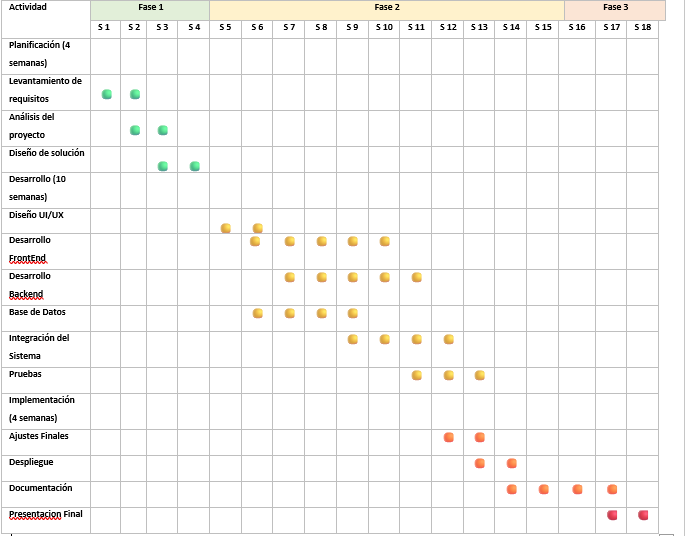 Actividad Fase 1 Fase 2 Fase 3
S 1 S 2 S 3 S 4 S 5 S 6 S 7 S 8 S 9 S 10 S 11 S 12 S 13 S 14 S 15 S 16 S 17 S 18
Planificación (4
semanas)
Levantamiento de
requisitos
Análisis del
proyecto
Diseño de solución
Desarrollo (10
semanas)
Diseño UI/UX
Desarrollo
FrontEnd
Desarrollo
Backend
Base de Datos
Integración del
Sistema
Pruebas
Implementación
(4 semanas)
Ajustes Finales
Despliegue
Documentación
Presentacion Final